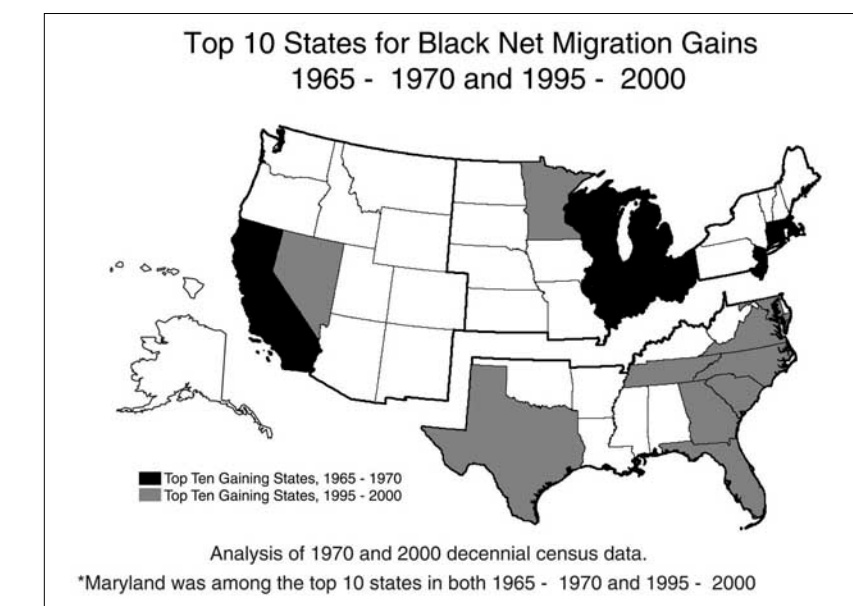 Top 10 States for Black Net Migration Gains
1965 - 1970 and 1995 - 2000
Top Ten Gaining States, 1965 - 1970
Top Ten Gaining States, 1995 - 2000
Analysis of 1970 and 2000 decennial census data.
*Maryland was among the top 10 states in both 1965 - 1970 and 1995 - 2000